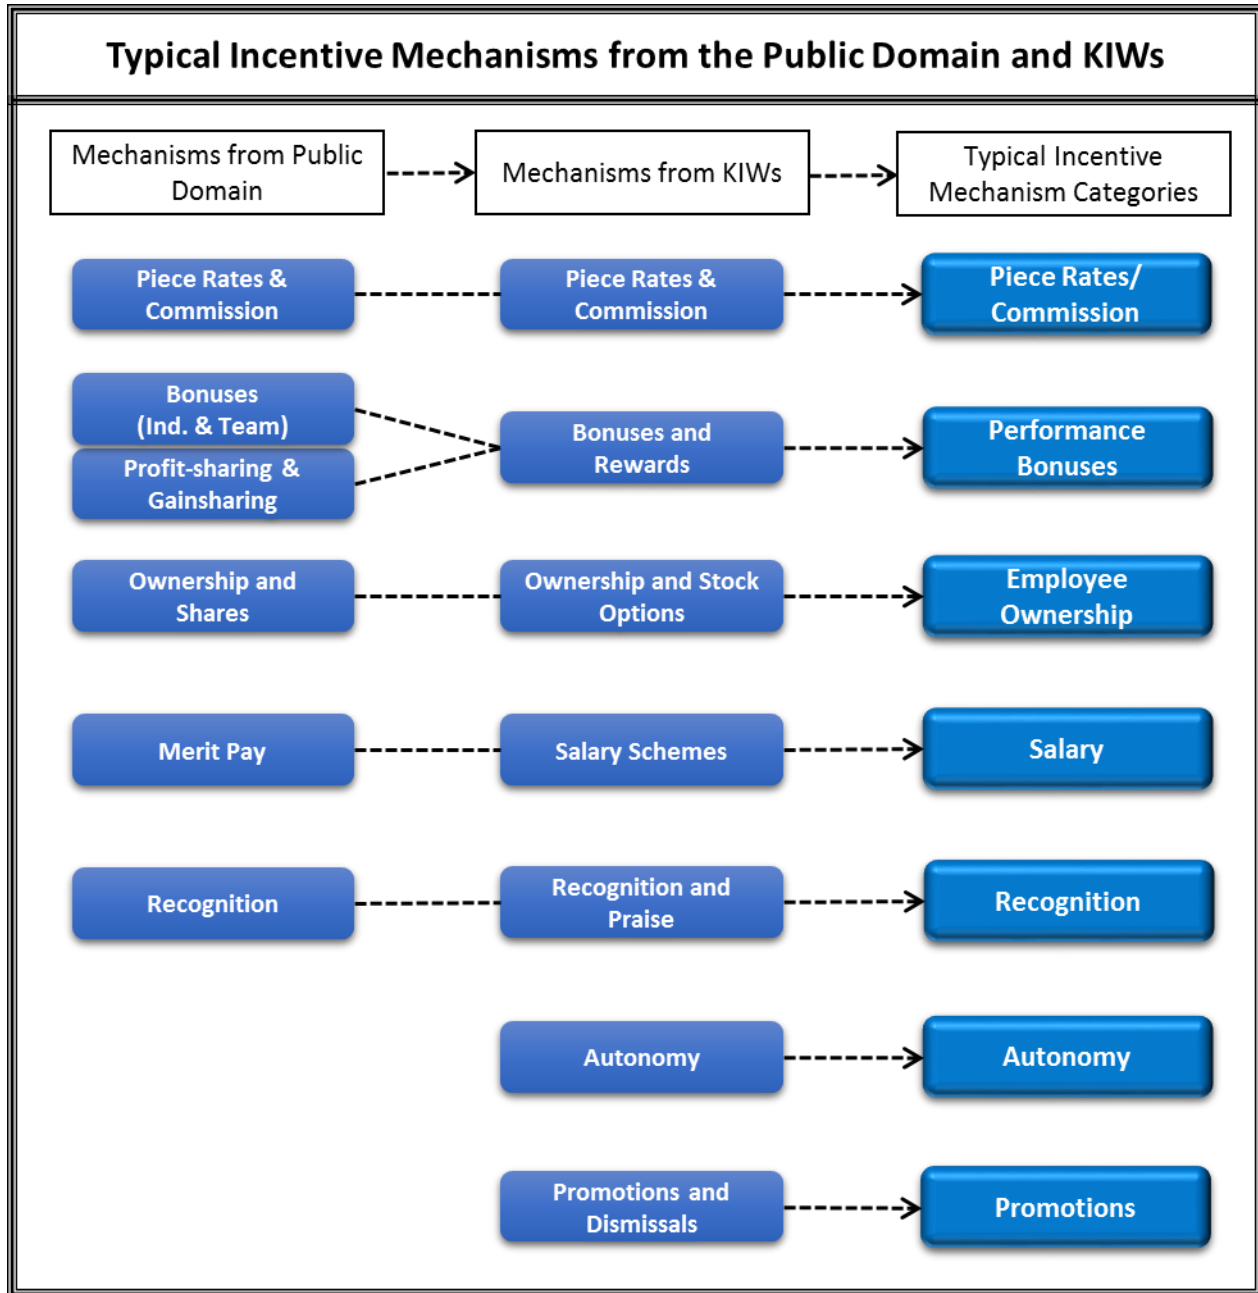 Typical Incentive Mechanisms from the Public Domain and KIWs
Mechanisms from Public
Domain
Mechanisms from KIWs
Typical Incentive
Mechanism Categories
Piece Rates &
Commission
Piece Rates &
Commission
Piece Rates/
Commission
Bonuses
(Ind. & Team)
Profit-sharing &
Gainsharing
Bonuses and
Rewards
Performance
Bonuses
Ownership and
Shares
Ownership and Stock
Options
Employee
Ownership
Merit Pay
Salary Schemes
Salary
Recognition
Recognition and
Praise
Recognition
Autonomy
Autonomy
Promotions and
Dismissals
Promotions